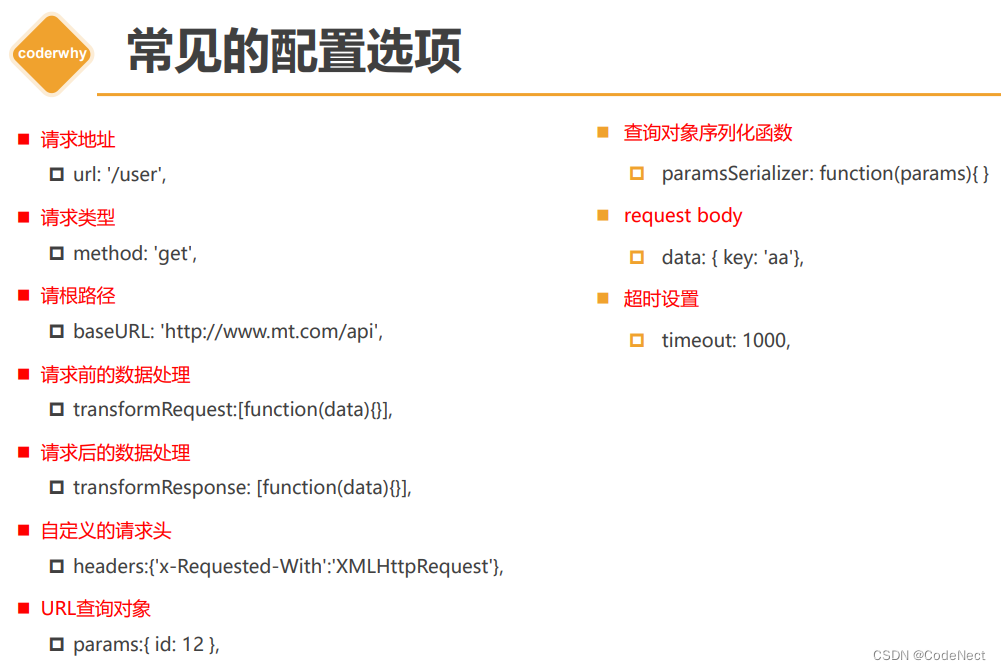 coderwhy
常见的配置选项
请求地址
url: '/user',
请求类型
method: 'get',
请根路径
baseURL: 'http://www.mt.com/api',
请求前的数据处理
transformRequest:[function(data){}],
请求后的数据处理
transformResponse: [function(data){}],
自定义的请求头
headers:{'x-Requested-With':'XMLHttpRequest'},
URL查询对象
params:{ id: 12 },
查询对象序列化函数
paramsSerializer: function(params){ }
request body
data: { key: 'aa'},
超时设置
timeout: 1000,
CSDN @CodeNect